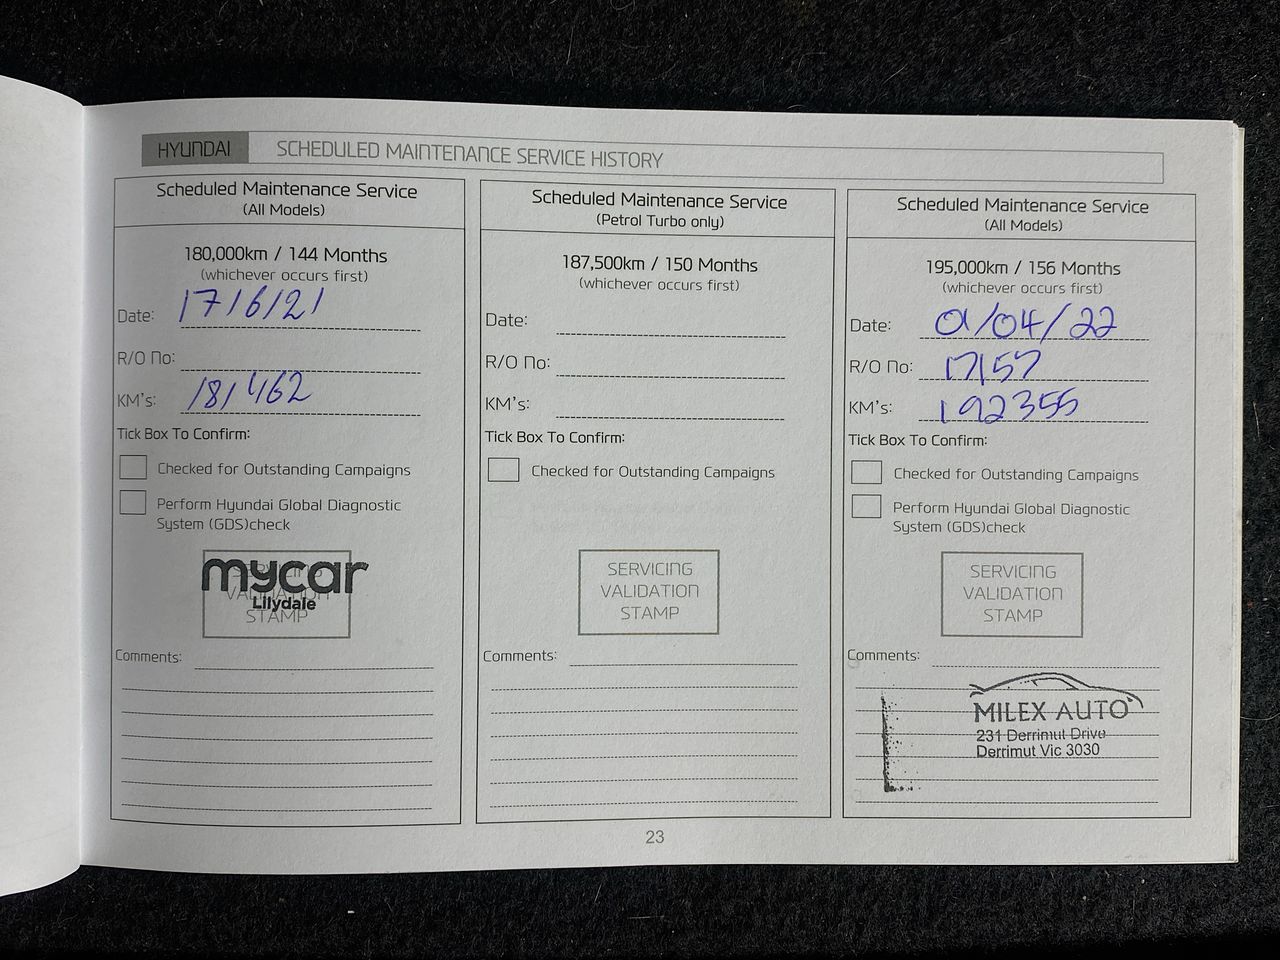 HYUNDAI SCHEDULED MAINTENANCE SERVICE HISTORY
Scheduled Maintenance Service
(All Models)
180,000km / 144 Months
(whichever occurs first)
Date: 17/6/21
R/O No:
KM's: 181462
Tick Box To Confirm:
Checked for Outstanding Campaigns
Perform Hyundai Global Diagnostic
System (GDS)check
SERVICING
VALIDATION
STAMP
mycar
Lilydale
Comments:
Scheduled Maintenance Service
(Petrol Turbo only)
187,500km / 150 Months
(whichever occurs first)
Date:
R/O No:
KM's:
Tick Box To Confirm:
Checked for Outstanding Campaigns
SERVICING
VALIDATION
STAMP
Comments:
Scheduled Maintenance Service
(All Models)
195,000km / 156 Months
(whichever occurs first)
Date: 01/04/22
R/O No: 17157
KM's: 192355
Tick Box To Confirm:
Checked for Outstanding Campaigns
Perform Hyundai Global Diagnostic
System (GDS)check
SERVICING
VALIDATION
STAMP
Comments:
MILEX AUTO
231 Derrimut Drive
Derrimut Vic 3030
23